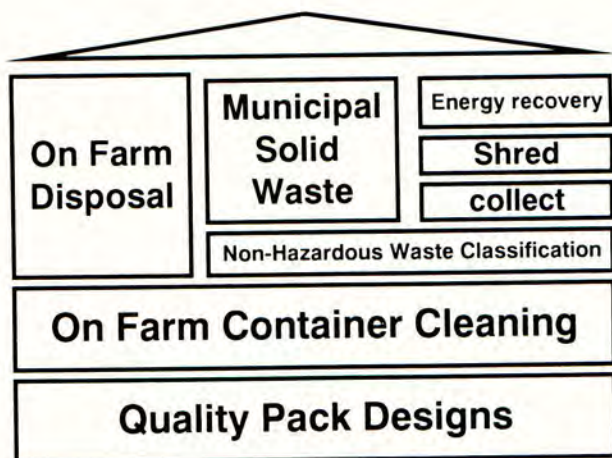 On Farm
Disposal
Municipal
Solid
Waste
Energy recovery
Shred
collect
Non-Hazardous Waste Classification
On Farm Container Cleaning
Quality Pack Designs